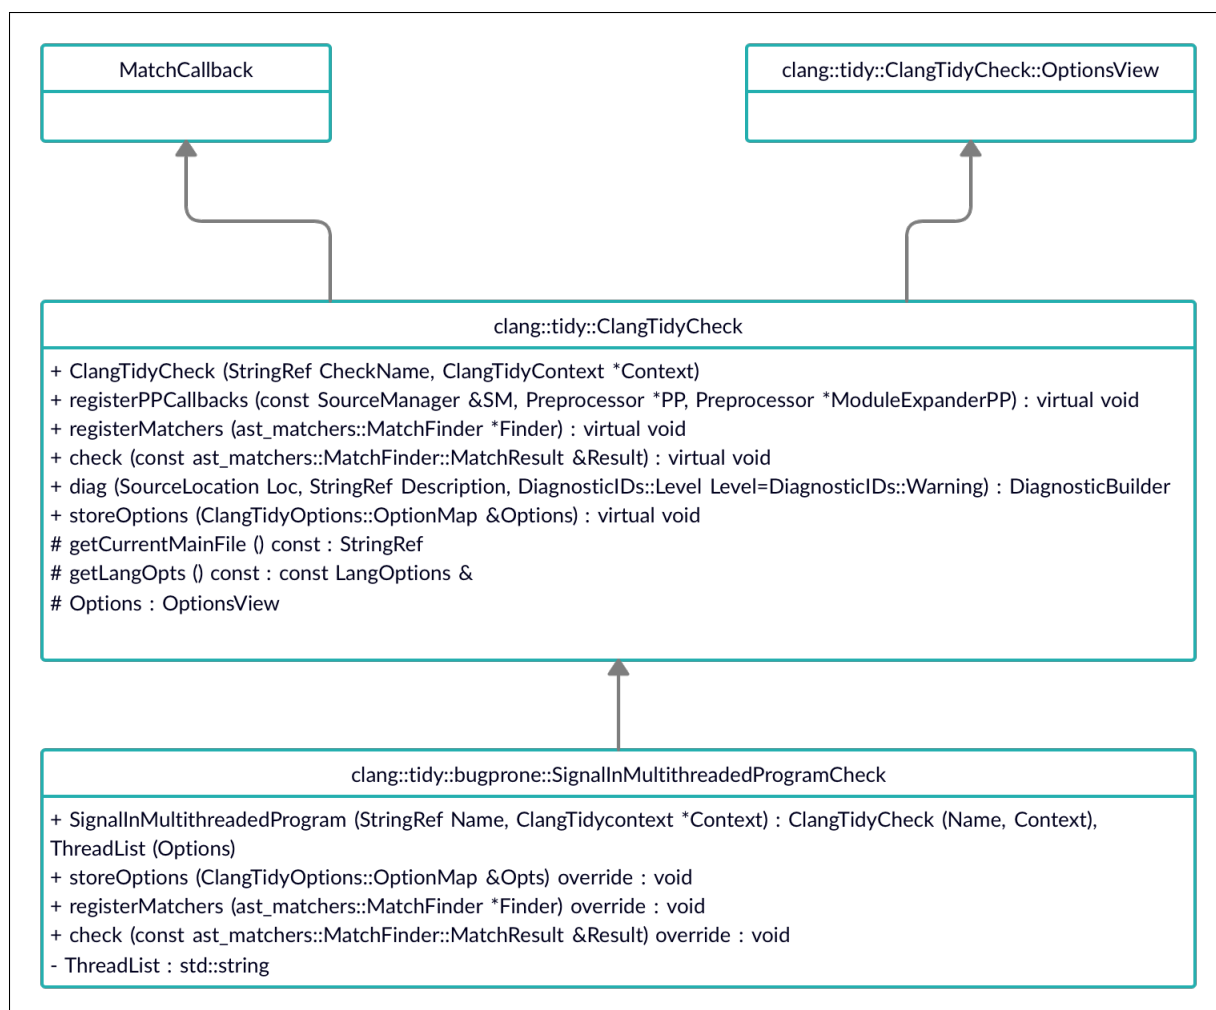 MatchCallback
clang::tidy::ClangTidyCheck::OptionsView
clang::tidy::ClangTidyCheck
+ ClangTidyCheck (StringRef CheckName, ClangTidyContext *Context)
+ registerPPCallbacks (const SourceManager &SM, Preprocessor *PP, Preprocessor *ModuleExpanderPP) : virtual void
+ registerMatchers (ast_matchers::MatchFinder *Finder) : virtual void
+ check (const ast_matchers::MatchFinder::MatchResult &Result) : virtual void
+ diag (SourceLocation Loc, StringRef Description, DiagnosticIDs::Level Level=DiagnosticIDs::Warning) : DiagnosticBuilder
+ storeOptions (ClangTidyOptions::OptionMap &Options) : virtual void
# getCurrentMainFile () const : StringRef
# getLangOpts () const : const LangOptions &
# Options : OptionsView
clang::tidy::bugprone::SignalInMultithreadedProgramCheck
+ SignalInMultithreadedProgram (StringRef Name, ClangTidycontext *Context) : ClangTidyCheck (Name, Context),
ThreadList (Options)
+ storeOptions (ClangTidyOptions::OptionMap &Opts) override : void
+ registerMatchers (ast_matchers::MatchFinder *Finder) override : void
+ check (const ast_matchers::MatchFinder::MatchResult &Result) override : void
- ThreadList : std::string